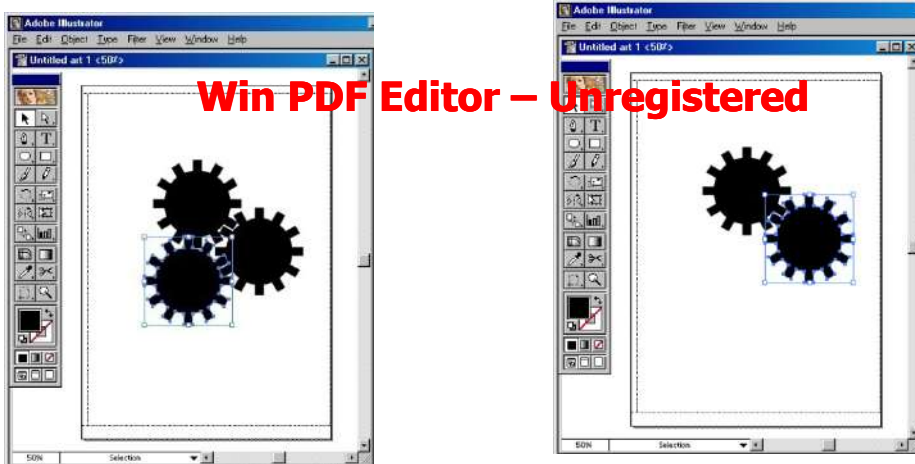 Adobe Illustrator
File Edit Object Type Filter View Window Help
Untitled art 1 <50%>
T
50% Selection
Adobe Illustrator
File Edit Object Type Filter View Window Help
Untitled art 1 <50%>
T
50% Selection
Win PDF Editor – Unregistered